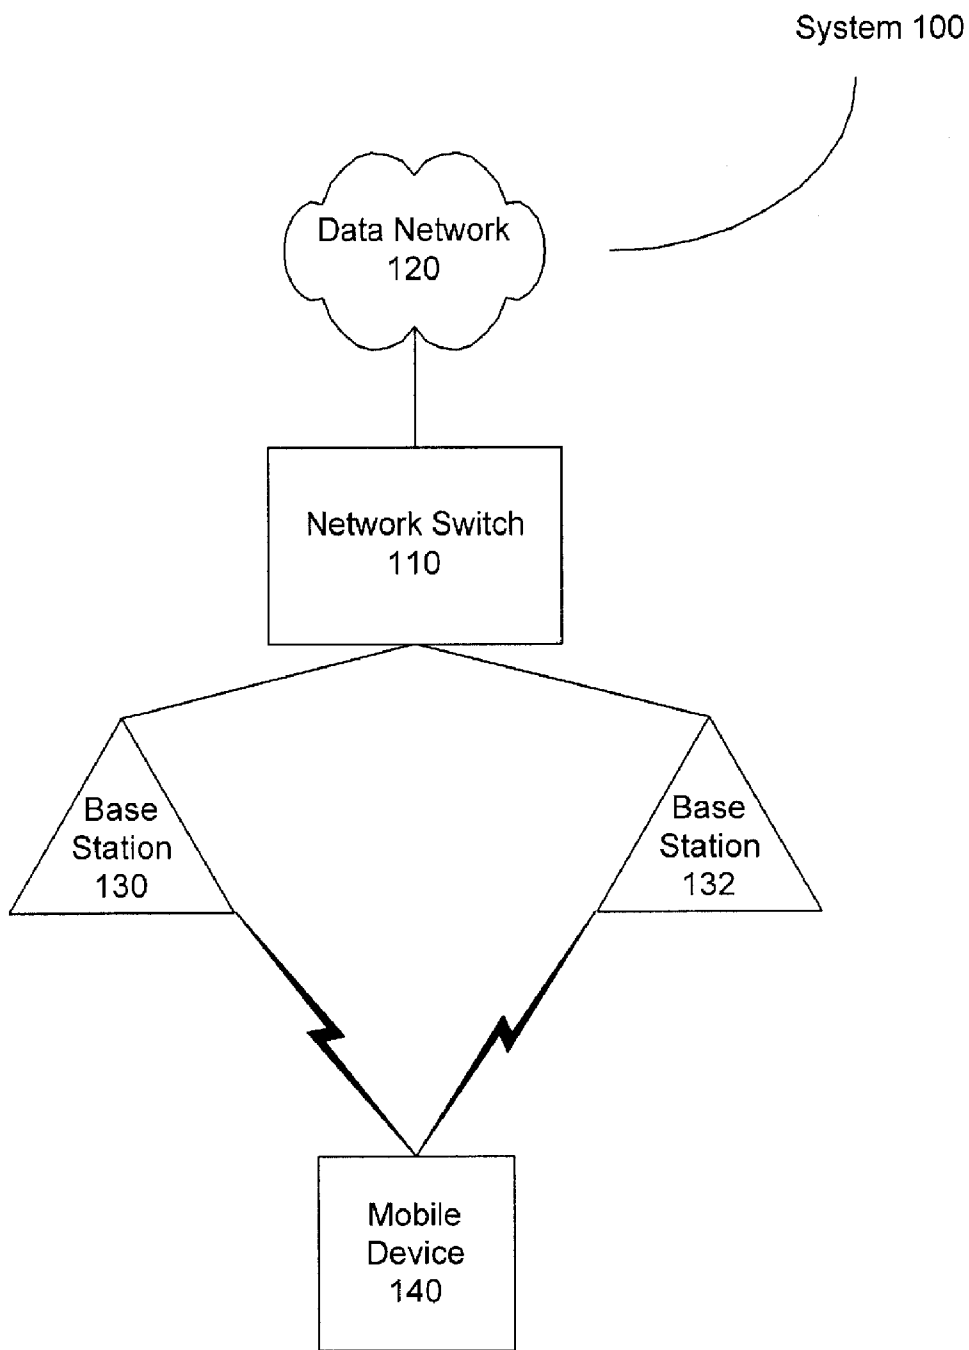 System 100
Data Network
120
Network Switch
110
Base
Station
130
Base
Station
132
Mobile
Device
140